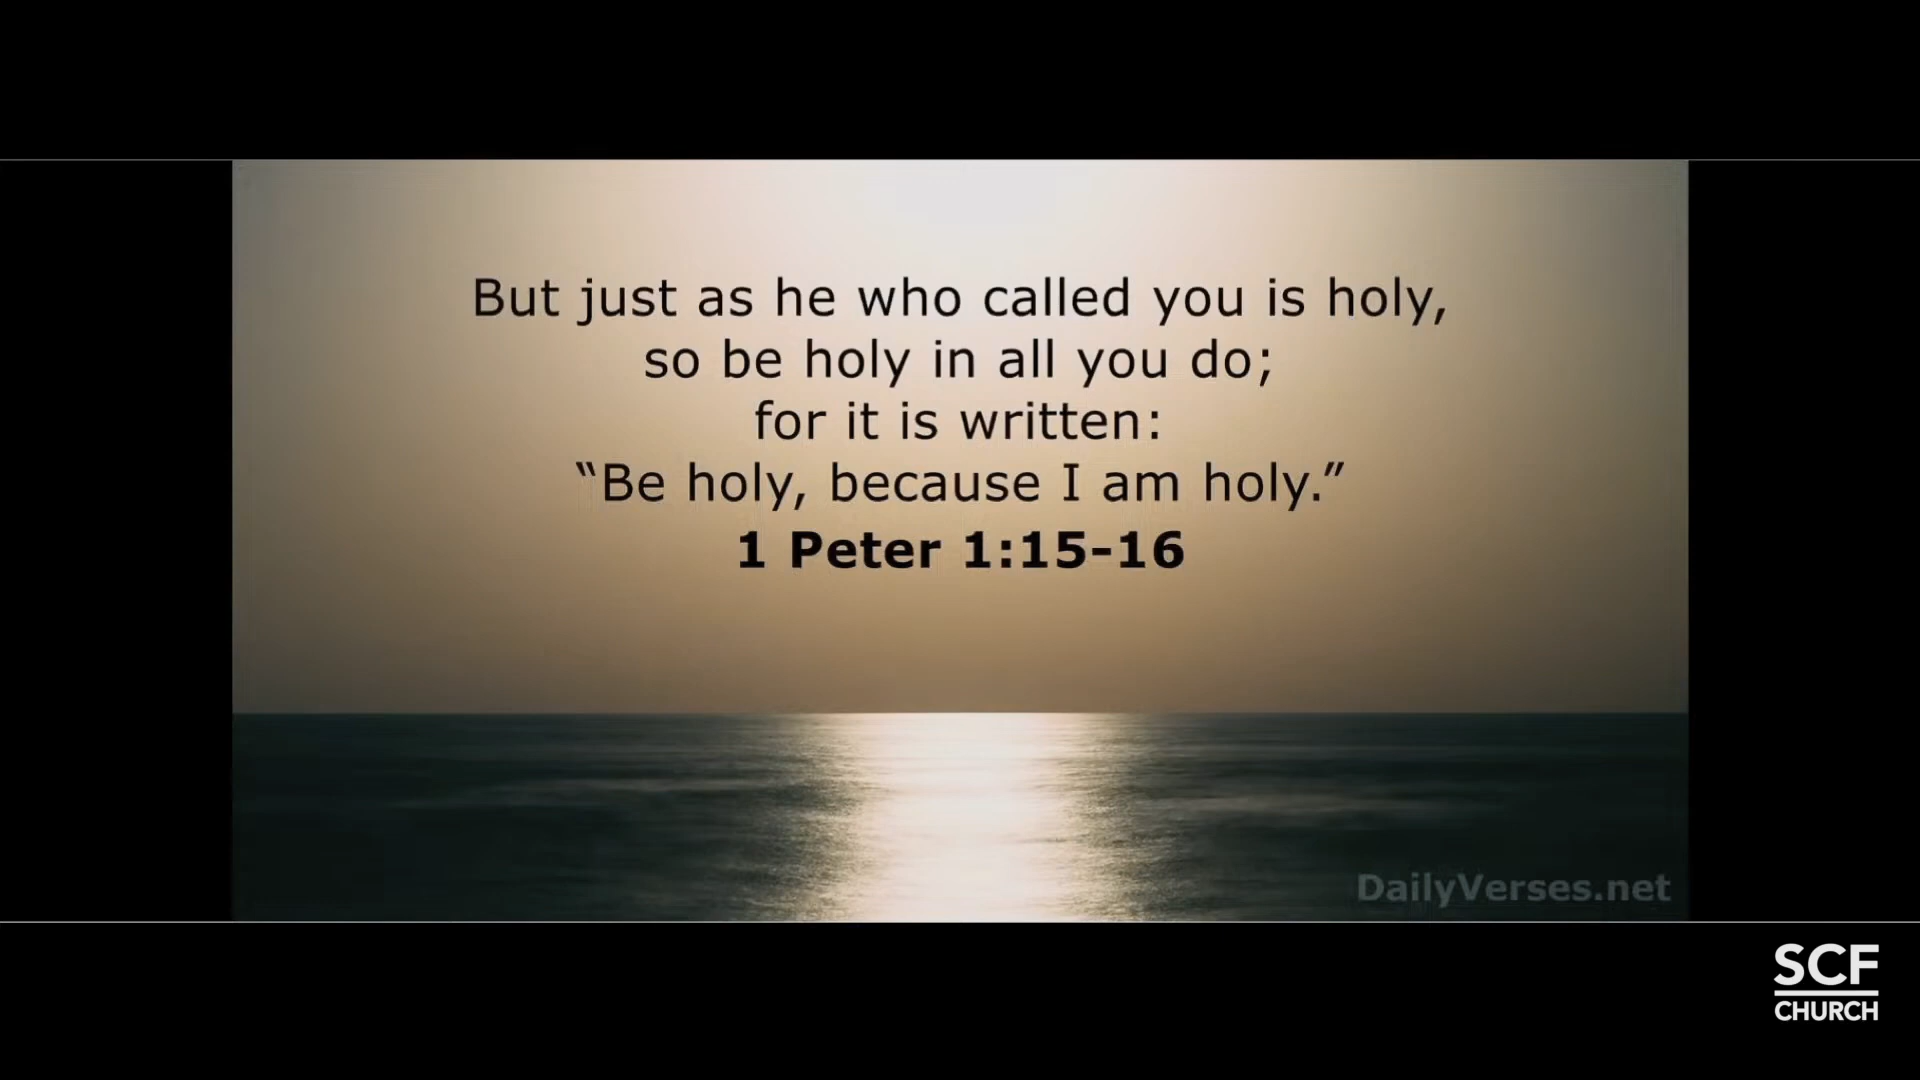 But just as he who called you is holy,
so be holy in all you do;
for it is written:
“Be holy, because I am holy.”
1 Peter 1:15-16
DailyVerses.net
SCF
CHURCH